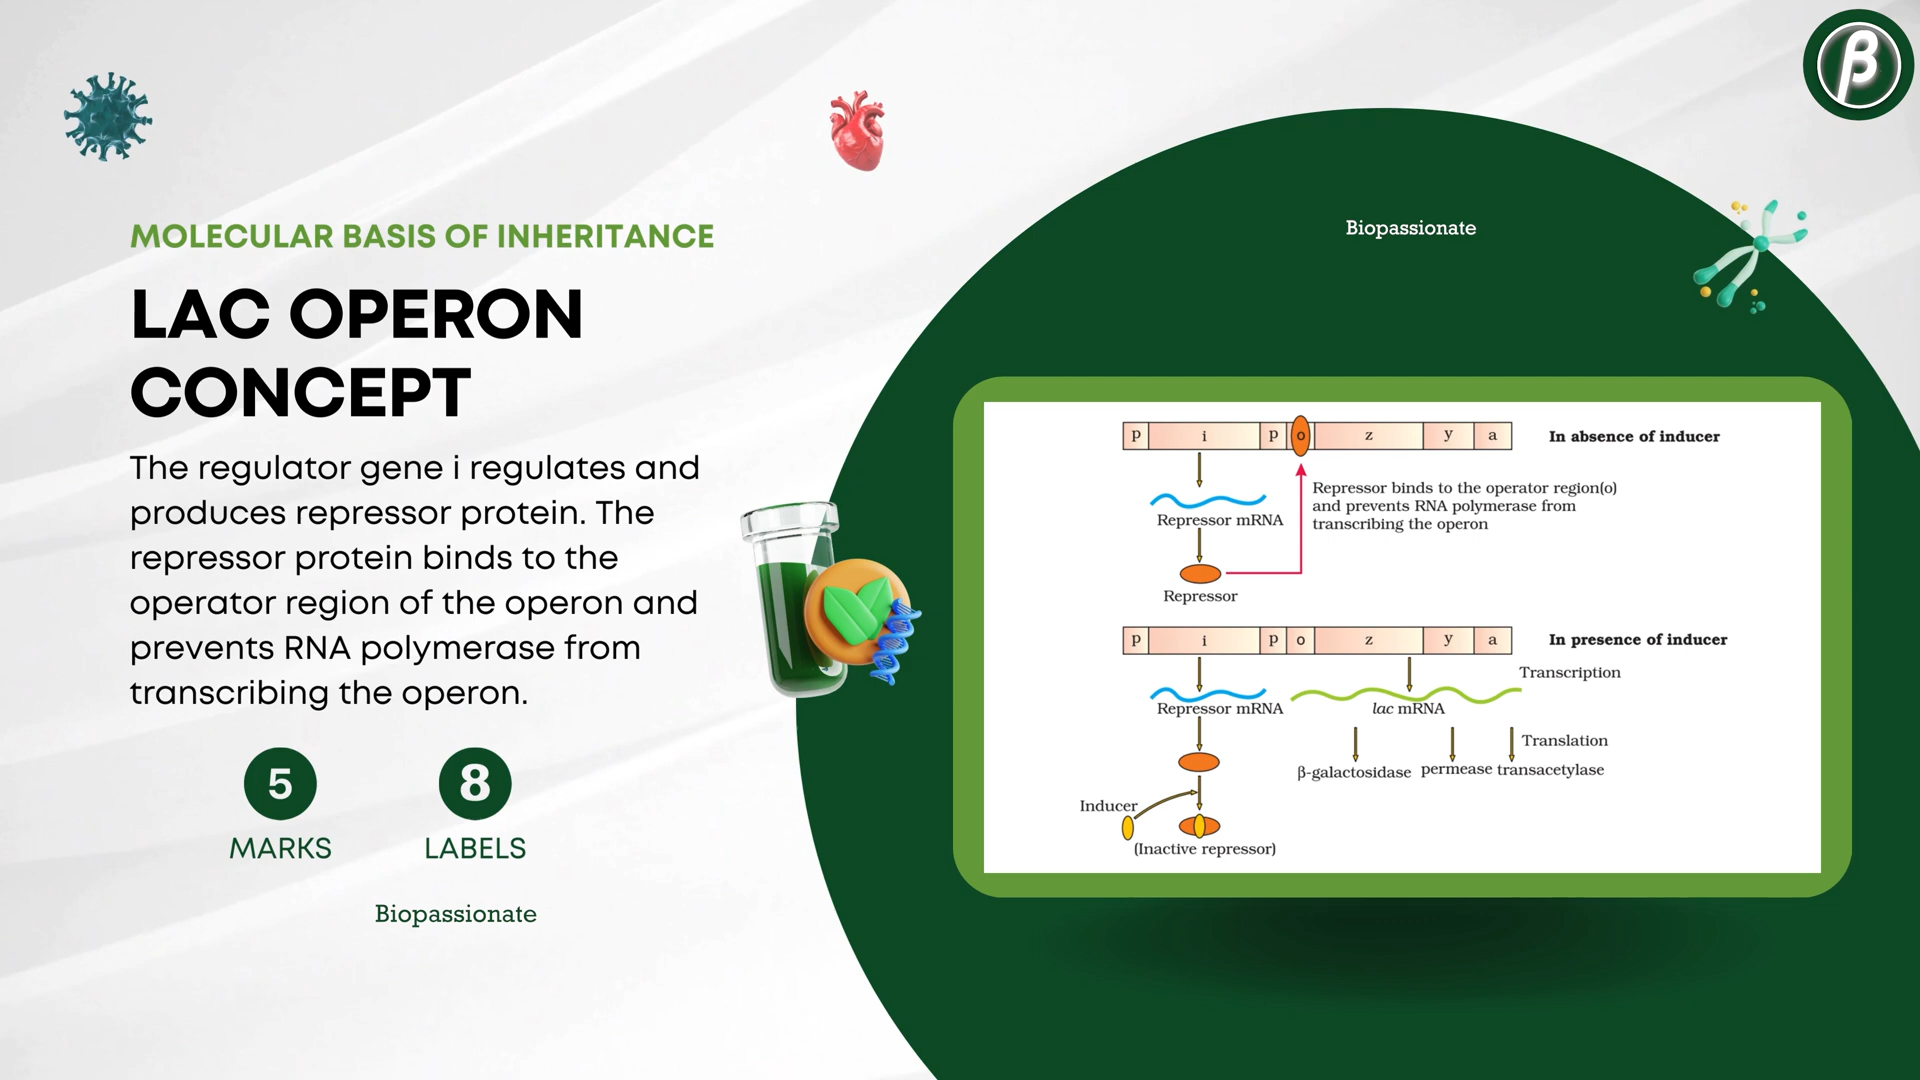 β
MOLECULAR BASIS OF INHERITANCE
LAC OPERON
CONCEPT
The regulator gene i regulates and
produces repressor protein. The
repressor protein binds to the
operator region of the operon and
prevents RNA polymerase from
transcribing the operon.
5
MARKS
8
LABELS
Biopassionate
Biopassionate
p i p o z y a
In absence of inducer
Repressor binds to the operator region(o)
and prevents RNA polymerase from
transcribing the operon
Repressor mRNA
Repressor
p i p o z y a
In presence of inducer
Transcription
Repressor mRNA
lac mRNA
Translation
β-galactosidase permease transacetylase
Inducer
(Inactive repressor)